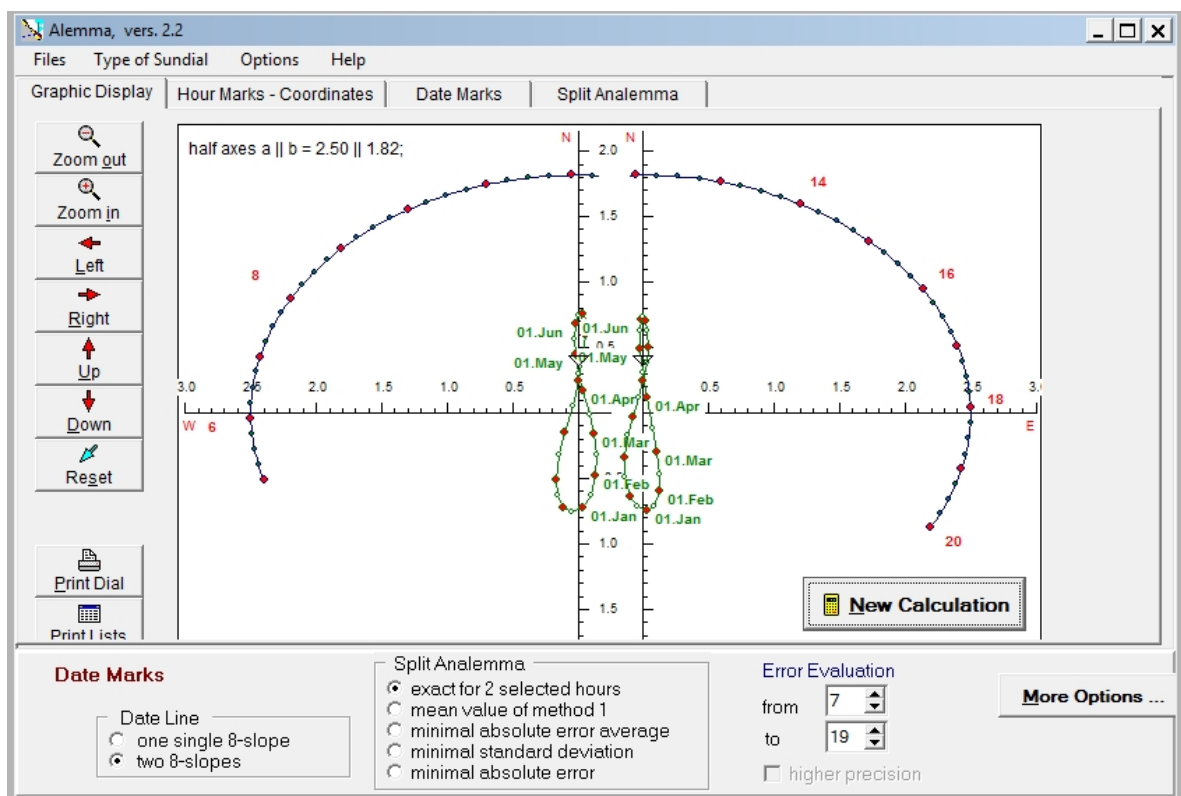 Alemma, vers. 2.2
Files Type of Sundial Options Help
Graphic Display Hour Marks - Coordinates Date Marks Split Analemma
Zoom out
Zoom in
Left
Right
Up
Down
Reset
Print Dial
Print Lists
half axes a || b = 2.50 || 1.82;
N N
2.0
14
1.5
8 16
1.0
01.Jun 01.Jun
0.5
01.May 01.May
3.0 2.5 2.0 1.5 1.0 0.5 0.5 1.0 1.5 2.0 2.5 3.0
01.Apr 01.Apr
18
W 6 E
01.Mar 01.Mar
0.5
01.Feb 01.Feb
01.Jan 01.Jan
1.0 20
1.5
New Calculation
Date Marks
Date Line
one single 8-slope
two 8-slopes
Split Analemma
exact for 2 selected hours
mean value of method 1
minimal absolute error average
minimal standard deviation
minimal absolute error
Error Evaluation
from 7
to 19
higher precision
More Options ...